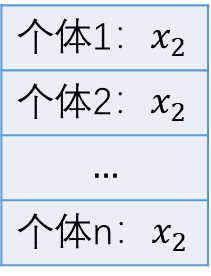 个体1： x₂
个体2： x₂
...
个体n： x₂